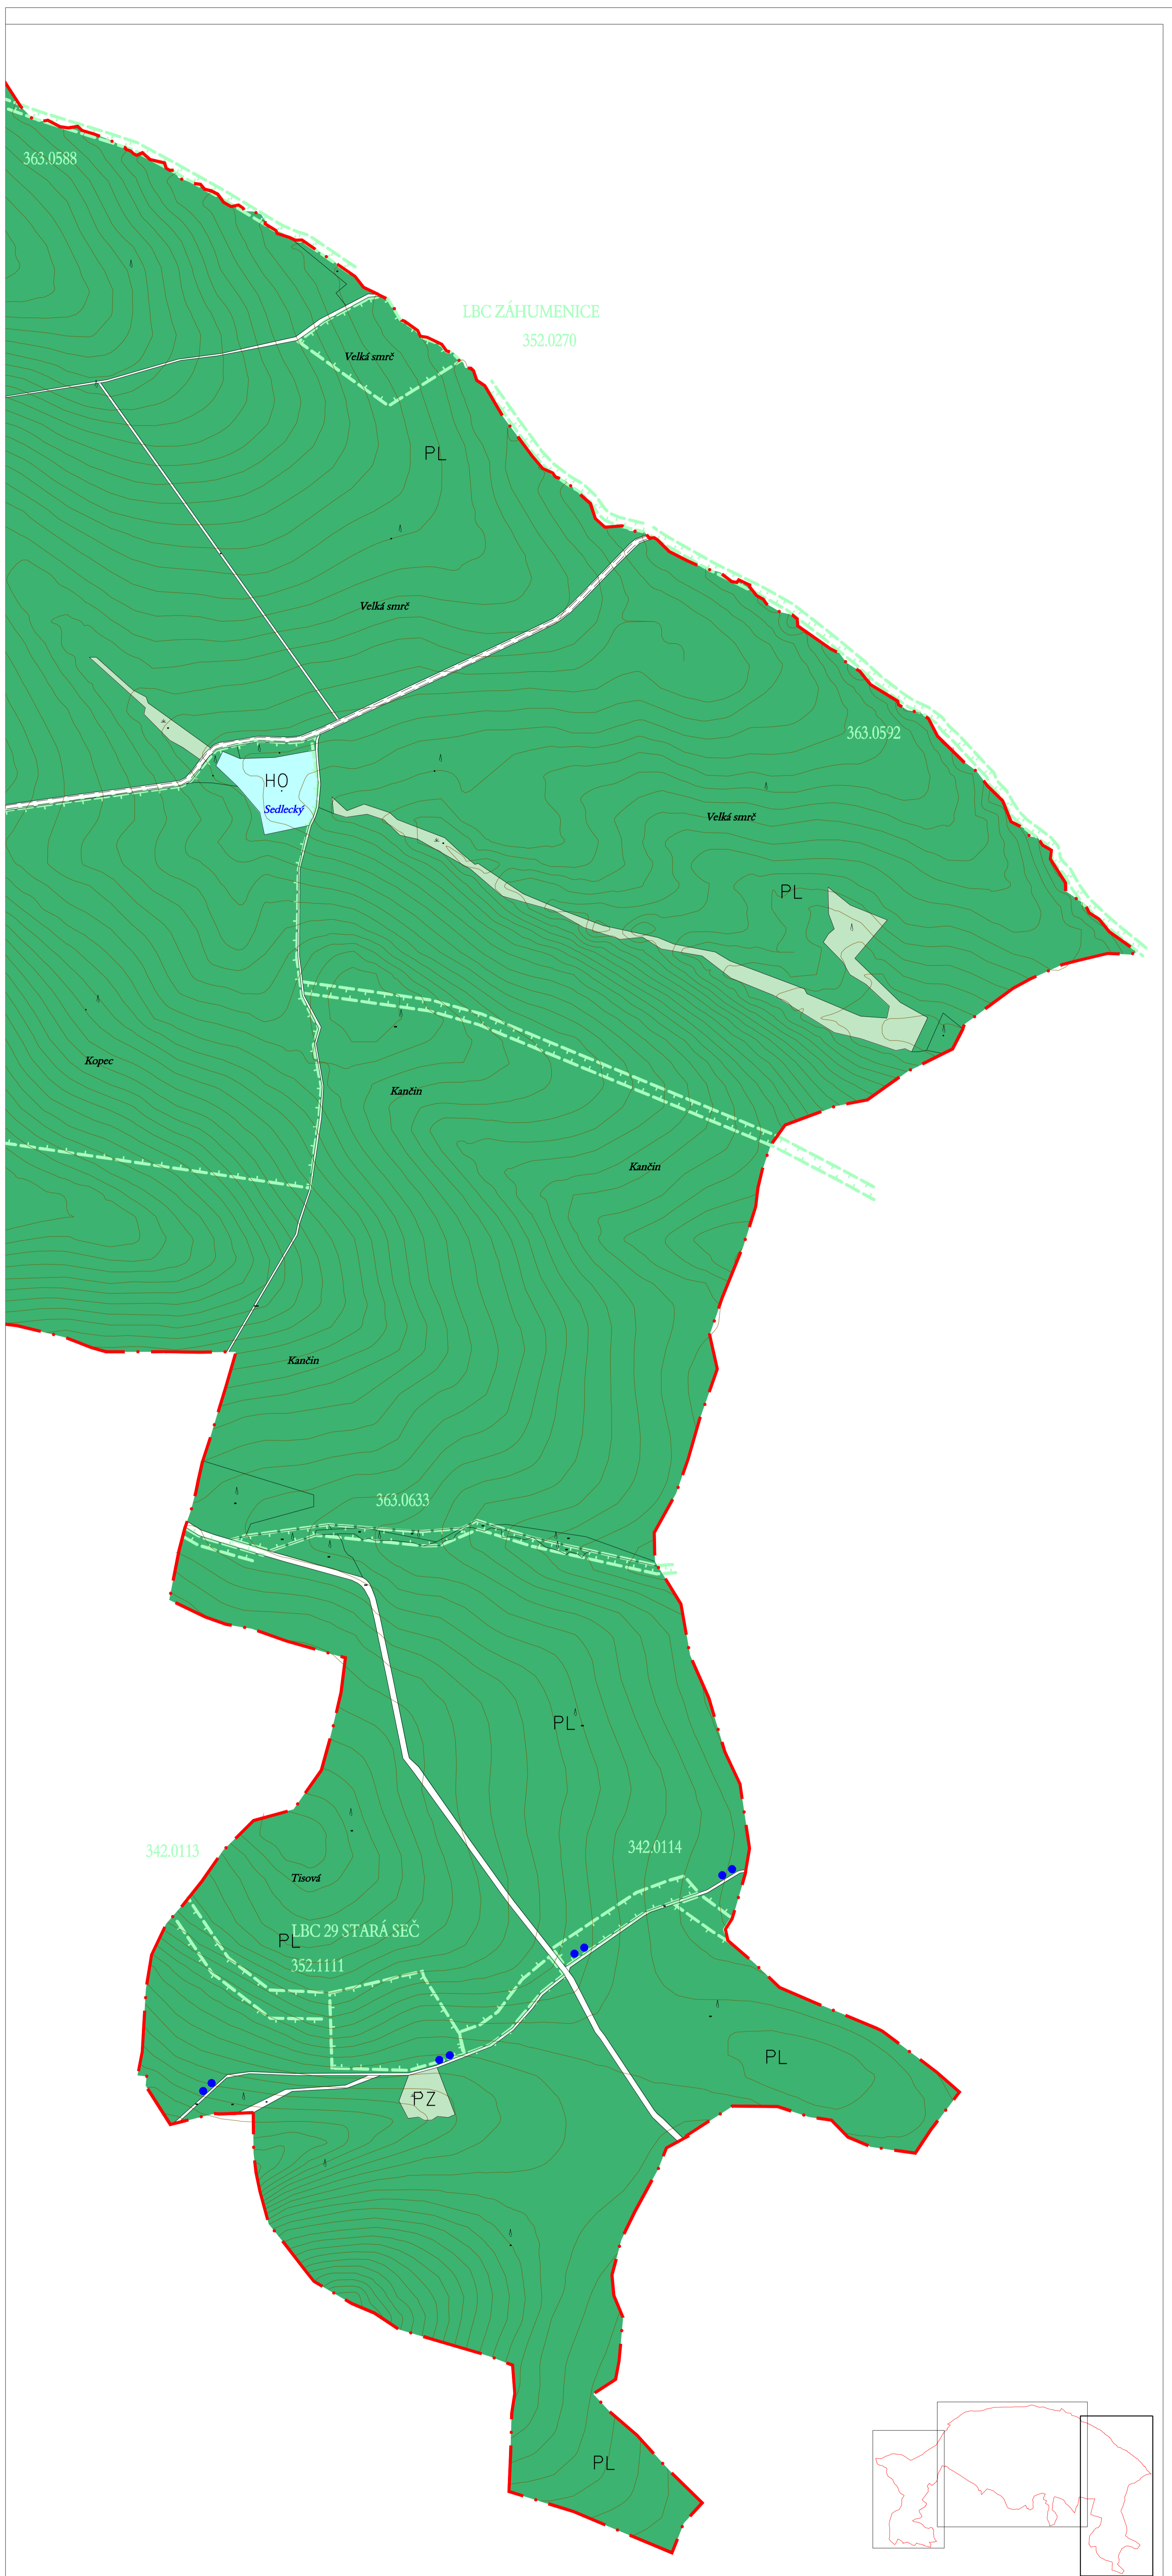 363.0588
LBC ZÁHUMENICE
352.0270
Velká smrč
PL
Velká smrč
363.0592
HO
Sedlecký
Velká smrč
PL
Kopec
Kančin
Kančin
Kančin
363.0633
PL
342.0113
342.0114
Tisová
LBC 29 STARÁ SEČ
PL
352.1111
PL
PZ
PL